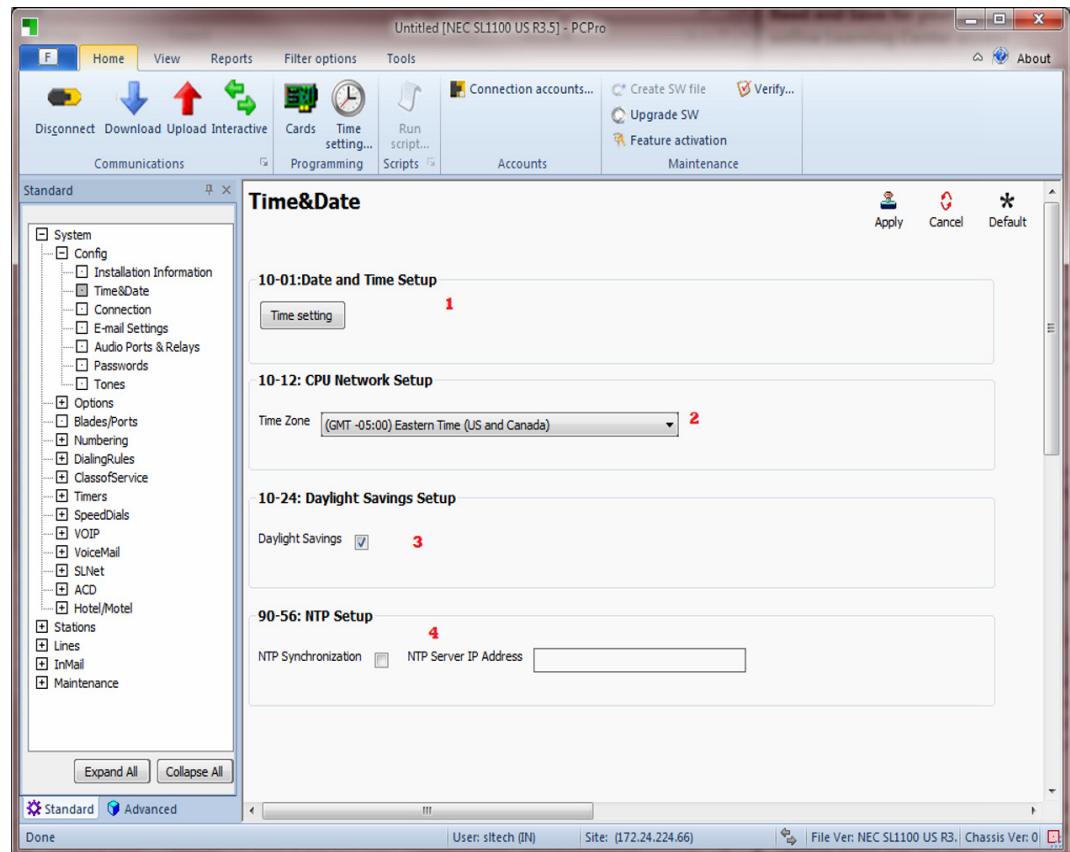 Untitled [NEC SL1100 US R3.5] - PCPro
F Home View Reports Filter options Tools About
Disconnect Download Upload Interactive
Communications
Cards Time setting...
Programming
Run script...
Scripts
Connection accounts...
Accounts
Create SW file Verify...
Upgrade SW
Feature activation
Maintenance
Standard
System
Config
Installation Information
Time&Date
Connection
E-mail Settings
Audio Ports & Relays
Passwords
Tones
Options
Blades/Ports
Numbering
DialingRules
ClassofService
Timers
SpeedDials
VOIP
VoiceMail
SLNet
ACD
Hotel/Motel
Stations
Lines
InMail
Maintenance
Expand All Collapse All
Standard Advanced
Time&Date
Apply Cancel Default
10-01:Date and Time Setup
1
Time setting
10-12: CPU Network Setup
Time Zone (GMT -05:00) Eastern Time (US and Canada) 2
10-24: Daylight Savings Setup
Daylight Savings 3
90-56: NTP Setup
4
NTP Synchronization NTP Server IP Address
Done User: sltech (IN) Site: (172.24.224.66) File Ver: NEC SL1100 US R3. Chassis Ver: 0